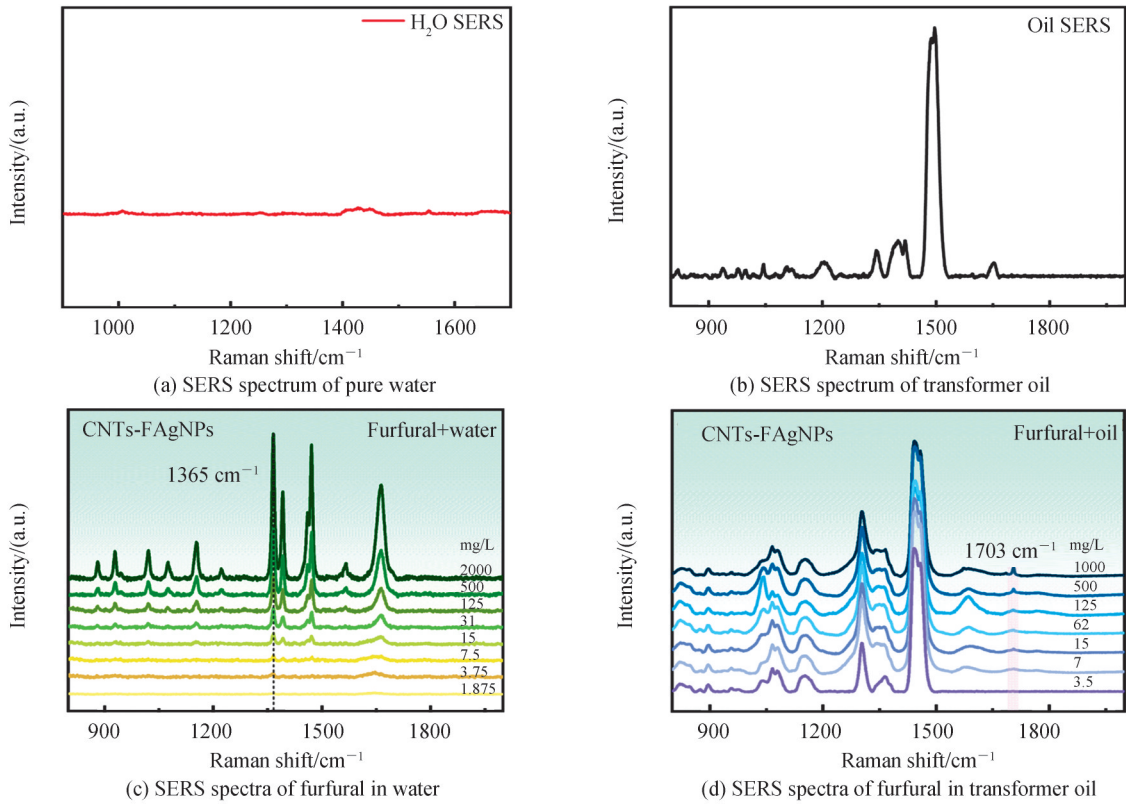 H₂O SERS
Intensity/(a.u.)
1000 1200 1400 1600
Raman shift/cm⁻¹
(a) SERS spectrum of pure water
Oil SERS
Intensity/(a.u.)
900 1200 1500 1800
Raman shift/cm⁻¹
(b) SERS spectrum of transformer oil
CNTs-FAgNPs Furfural+water
1365 cm⁻¹
mg/L
2000
500
125
31
15
7.5
3.75
1.875
Intensity/(a.u.)
900 1200 1500 1800
Raman shift/cm⁻¹
(c) SERS spectra of furfural in water
CNTs-FAgNPs Furfural+oil
1703 cm⁻¹ mg/L
1000
500
125
62
15
7
3.5
Intensity/(a.u.)
900 1200 1500 1800
Raman shift/cm⁻¹
(d) SERS spectra of furfural in transformer oil